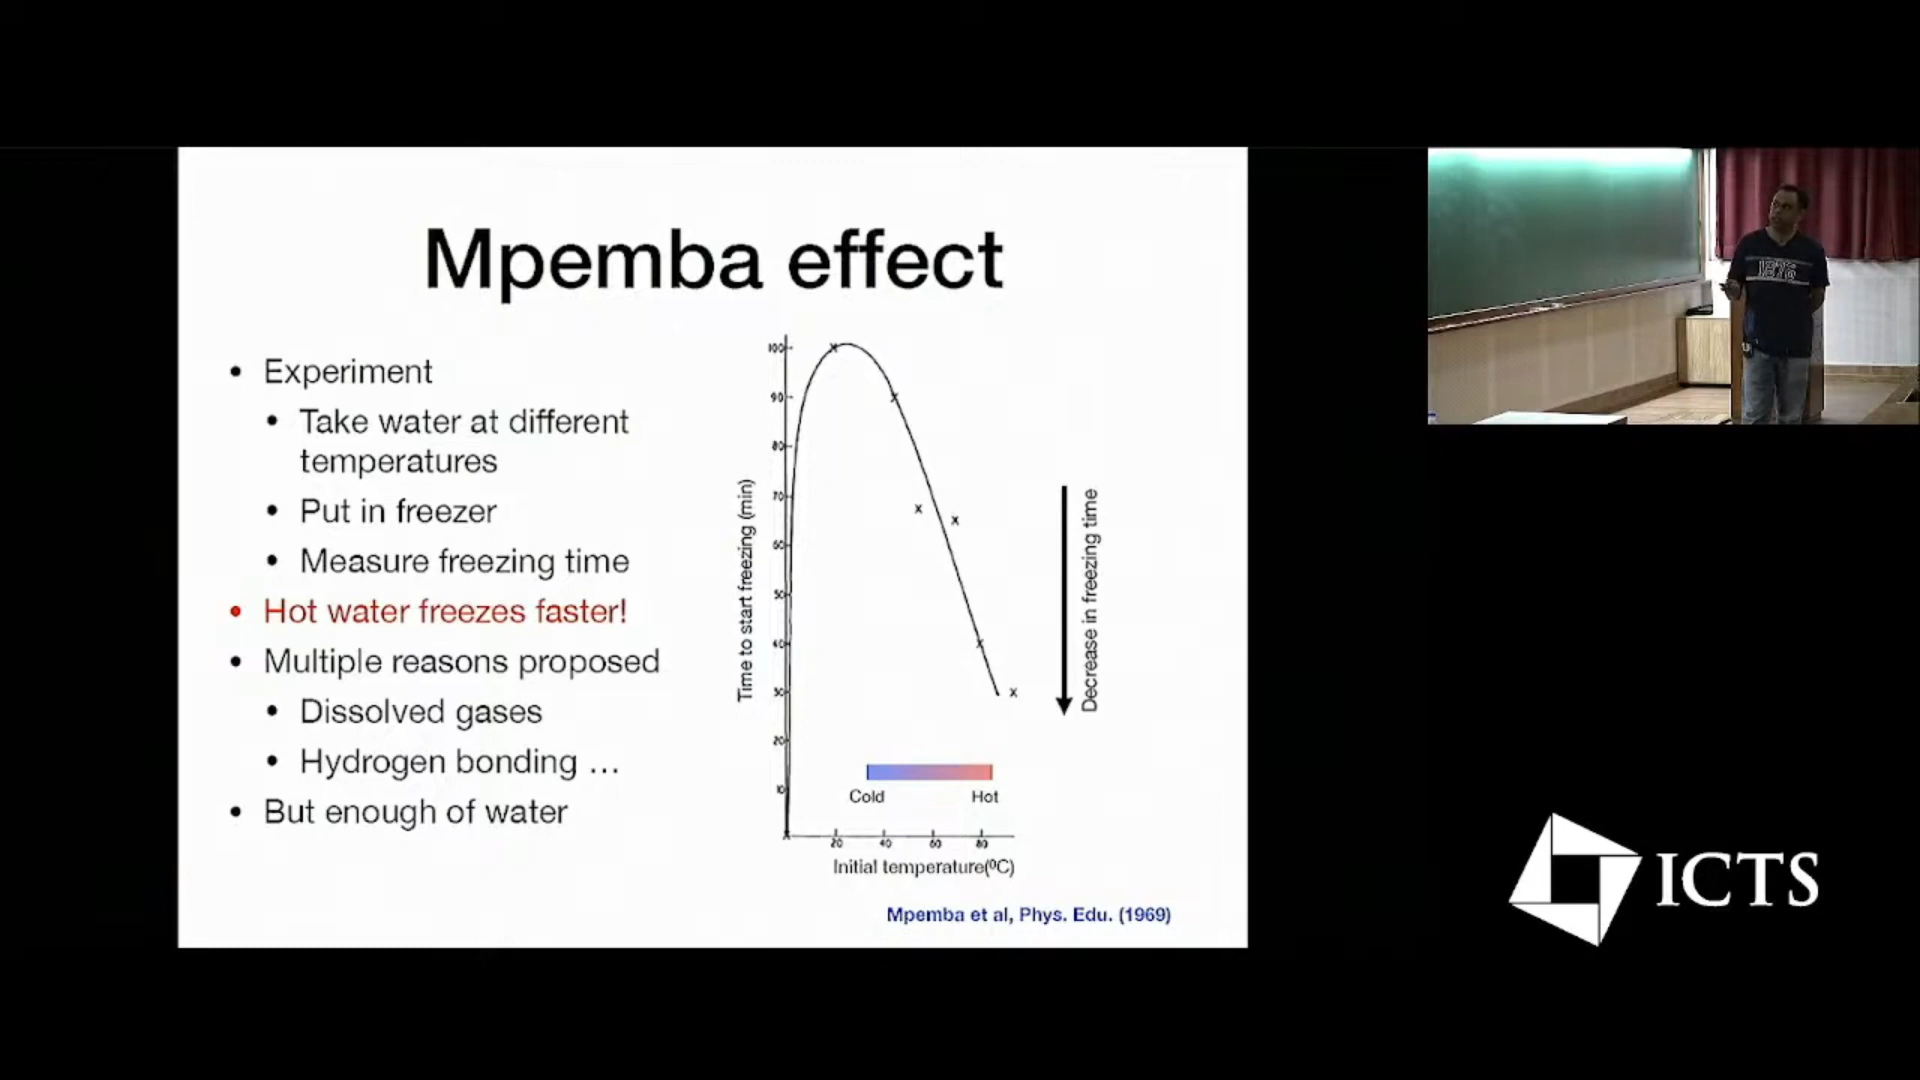 Mpemba effect
• Experiment
• Take water at different
temperatures
• Put in freezer
• Measure freezing time
• Hot water freezes faster!
• Multiple reasons proposed
• Dissolved gases
• Hydrogen bonding ...
• But enough of water
Time to start freezing (min)
100
90
80
70
60
50
40
30
20
10
20 40 60 80
Initial temperature(⁰C)
Cold Hot
Decrease in freezing time
Mpemba et al, Phys. Edu. (1969)
ICTS